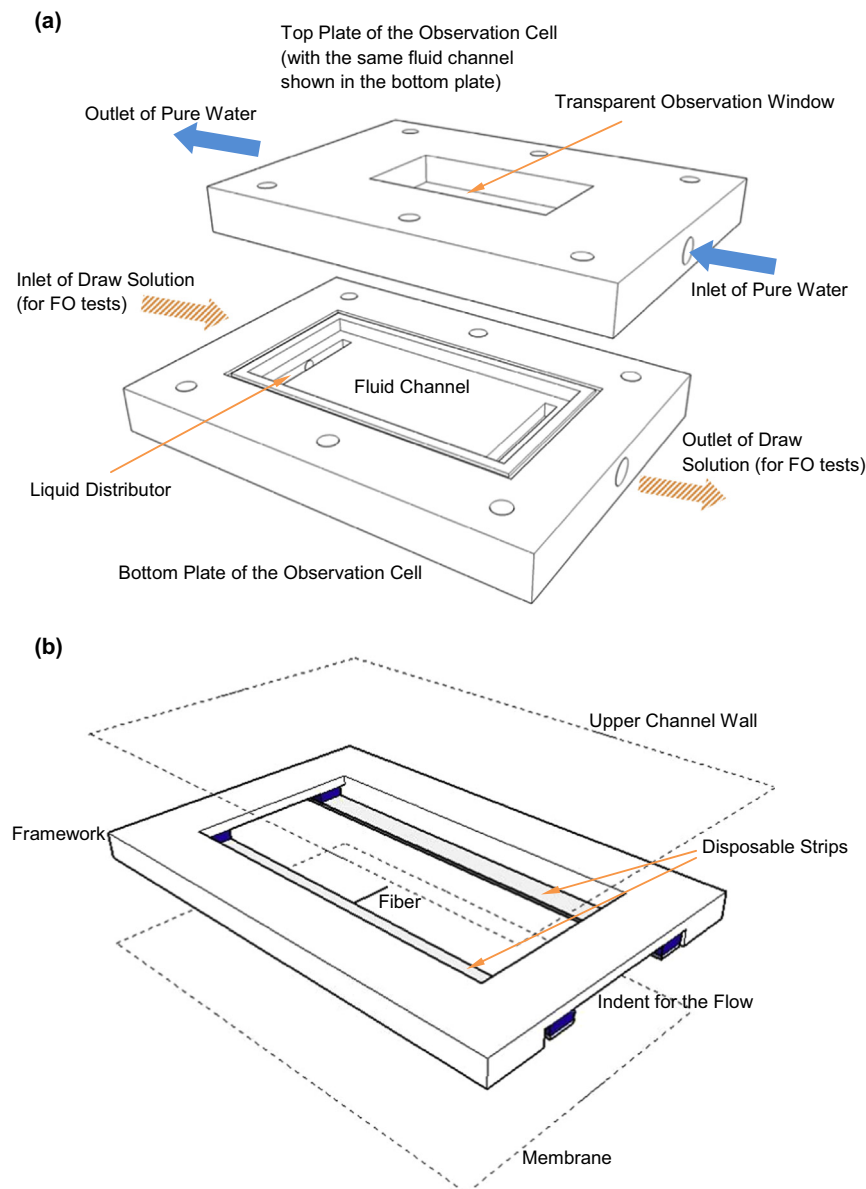 (a)
Top Plate of the Observation Cell
(with the same fluid channel
shown in the bottom plate)
Transparent Observation Window
Outlet of Pure Water
Inlet of Draw Solution
(for FO tests)
Inlet of Pure Water
Fluid Channel
Outlet of Draw
Solution (for FO tests)
Liquid Distributor
Bottom Plate of the Observation Cell
(b)
Upper Channel Wall
Framework
Disposable Strips
Fiber
Indent for the Flow
Membrane